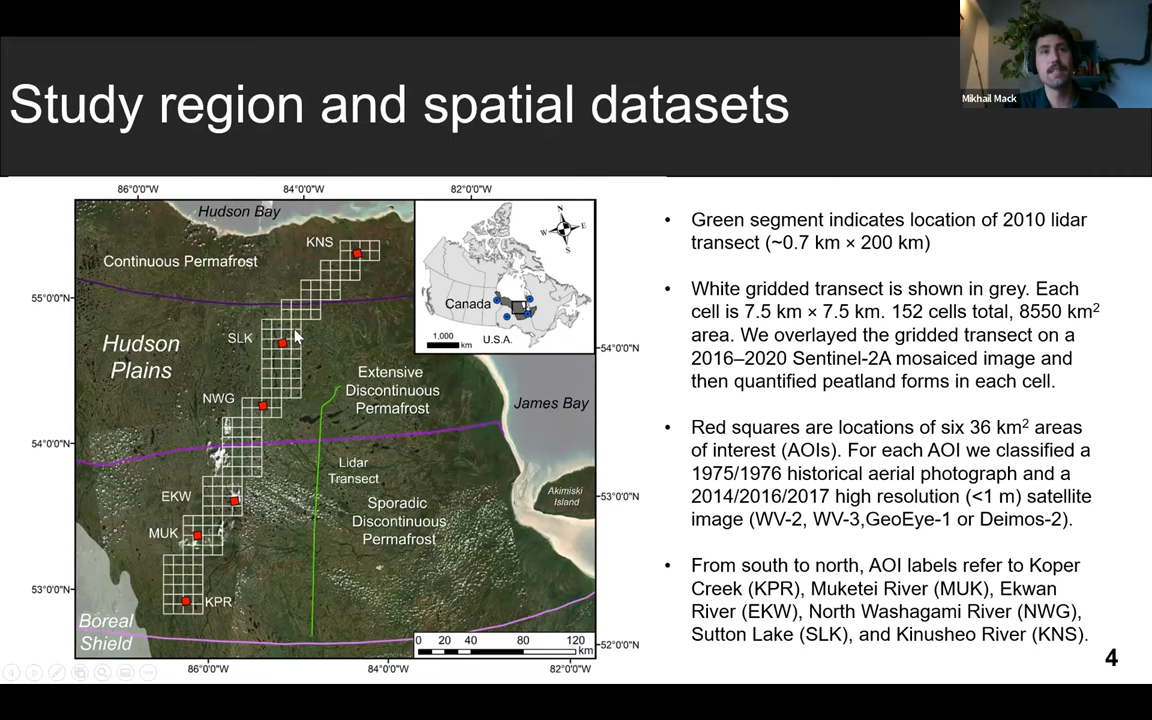 Mikhail Mack
Study region and spatial datasets
86°0'0"W
84°0'0"W
82°0'0"W
Hudson Bay
KNS
Continuous Permafrost
N
W
E
S
Canada
1,000
km
U.S.A.
55°0'0"N
SLK
54°0'0"N
Hudson
Plains
NWG
Extensive
Discontinuous
Permafrost
James Bay
54°0'0"N
Lidar
Transect
EKW
Sporadic
Discontinuous
Permafrost
Akimiski
Island
53°0'0"N
MUK
53°0'0"N
KPR
Boreal
Shield
0 20 40 80 120
km
52°0'0"N
86°0'0"W
84°0'0"W
82°0'0"W
• Green segment indicates location of 2010 lidar
transect (~0.7 km × 200 km)
• White gridded transect is shown in grey. Each
cell is 7.5 km × 7.5 km. 152 cells total, 8550 km²
area. We overlayed the gridded transect on a
2016–2020 Sentinel-2A mosaiced image and
then quantified peatland forms in each cell.
• Red squares are locations of six 36 km² areas
of interest (AOIs). For each AOI we classified a
1975/1976 historical aerial photograph and a
2014/2016/2017 high resolution (<1 m) satellite
image (WV-2, WV-3,GeoEye-1 or Deimos-2).
• From south to north, AOI labels refer to Koper
Creek (KPR), Muketei River (MUK), Ekwan
River (EKW), North Washagami River (NWG),
Sutton Lake (SLK), and Kinusheo River (KNS).
4